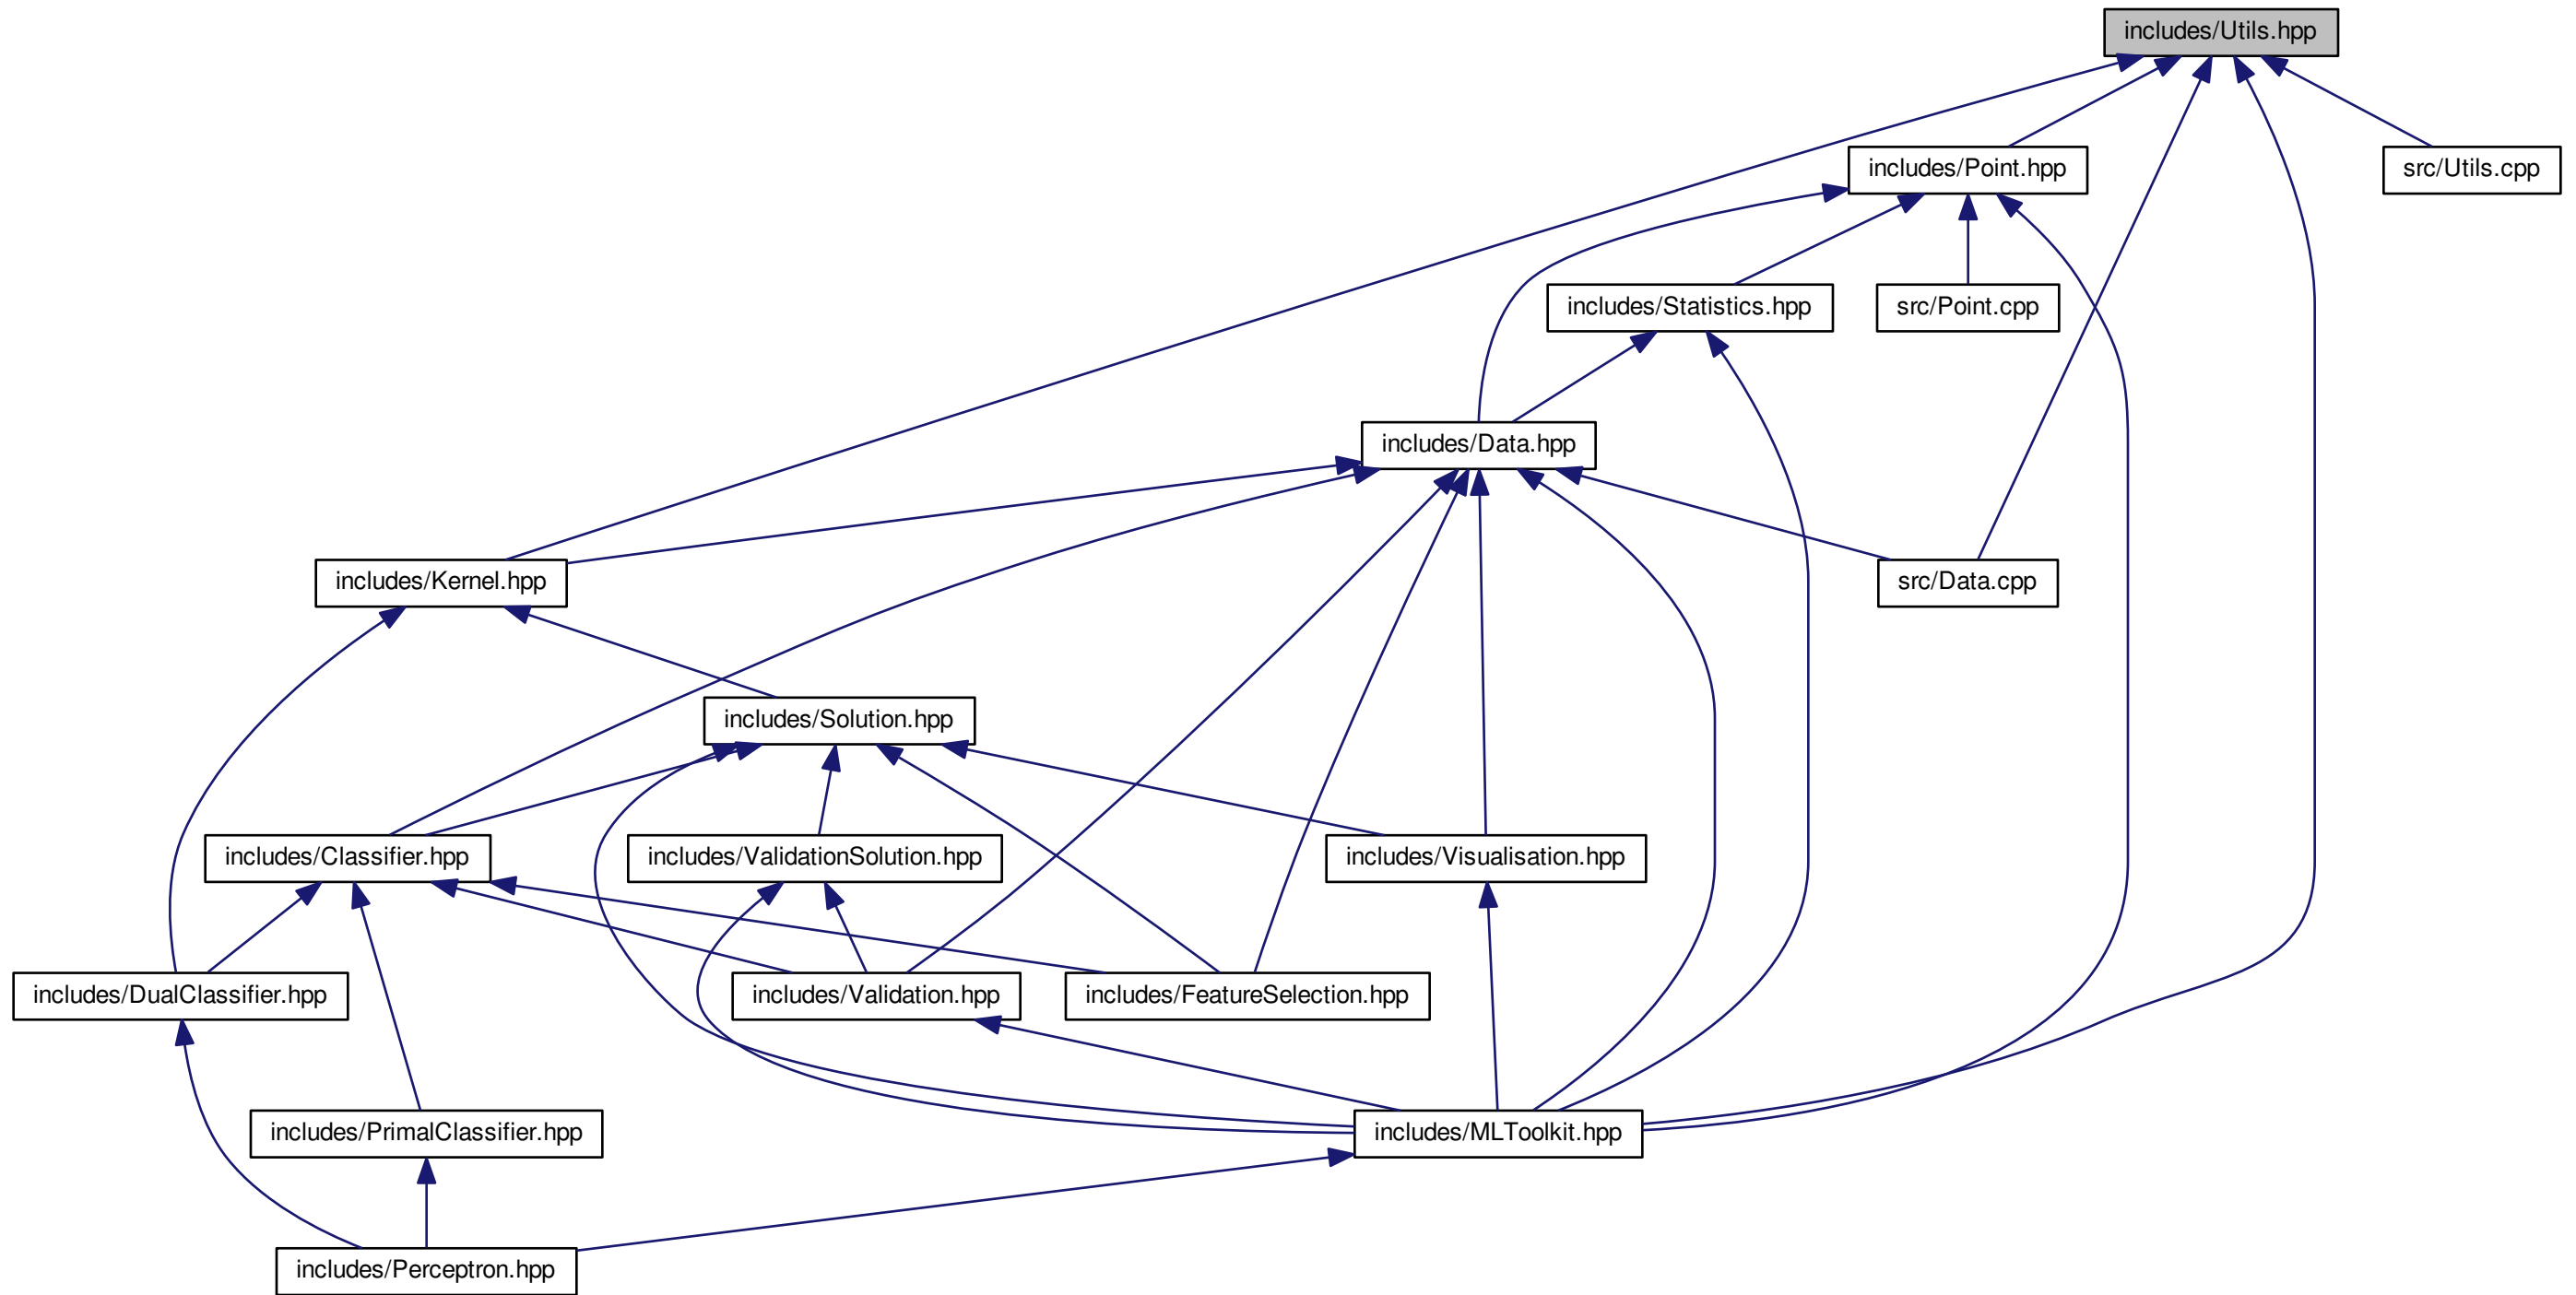 includes/Utils.hpp
includes/Point.hpp
src/Utils.cpp
includes/Statistics.hpp
src/Point.cpp
includes/Data.hpp
includes/Kernel.hpp
src/Data.cpp
includes/Solution.hpp
includes/Classifier.hpp
includes/ValidationSolution.hpp
includes/Visualisation.hpp
includes/DualClassifier.hpp
includes/Validation.hpp
includes/FeatureSelection.hpp
includes/PrimalClassifier.hpp
includes/MLToolkit.hpp
includes/Perceptron.hpp